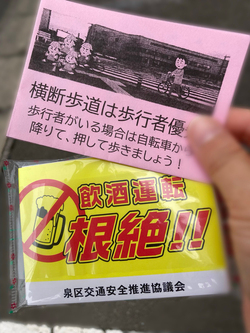 横断歩道は歩行者優
歩行者がいる場合は自転車か
降りて、押して歩きましょう！
飲酒運転
根絶!!
泉区交通安全推進協議会